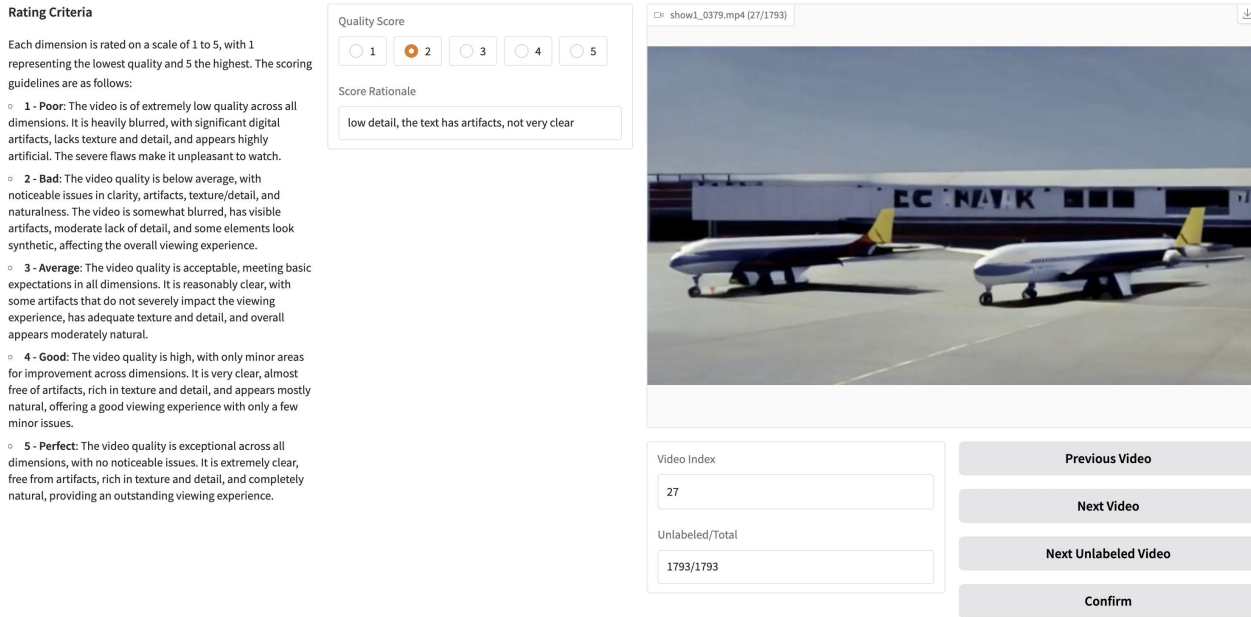 Rating Criteria
Each dimension is rated on a scale of 1 to 5, with 1
representing the lowest quality and 5 the highest. The scoring
guidelines are as follows:
1 - Poor: The video is of extremely low quality across all
dimensions. It is heavily blurred, with significant digital
artifacts, lacks texture and detail, and appears highly
artificial. The severe flaws make it unpleasant to watch.
2 - Bad: The video quality is below average, with
noticeable issues in clarity, artifacts, texture/detail, and
naturalness. The video is somewhat blurred, has visible
artifacts, moderate lack of detail, and some elements look
synthetic, affecting the overall viewing experience.
3 - Average: The video quality is acceptable, meeting basic
expectations in all dimensions. It is reasonably clear, with
some artifacts that do not severely impact the viewing
experience, has adequate texture and detail, and overall
appears moderately natural.
4 - Good: The video quality is high, with only minor areas
for improvement across dimensions. It is very clear, almost
free of artifacts, rich in texture and detail, and appears mostly
natural, offering a good viewing experience with only a few
minor issues.
5 - Perfect: The video quality is exceptional across all
dimensions, with no noticeable issues. It is extremely clear,
free from artifacts, rich in texture and detail, and completely
natural, providing an outstanding viewing experience.
Quality Score
1 2 3 4 5
Score Rationale
low detail, the text has artifacts, not very clear
show1_0379.mp4 (27/1793)
Video Index
27
Unlabeled/Total
1793/1793
Previous Video
Next Video
Next Unlabeled Video
Confirm